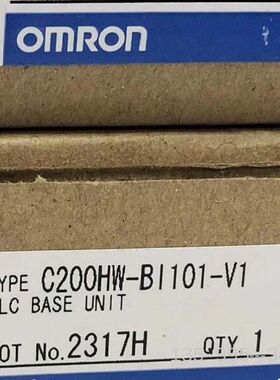 OMRON
YPE C200HW-BI101-V1
LC BASE UNIT
OT No. 2317H QTY 1